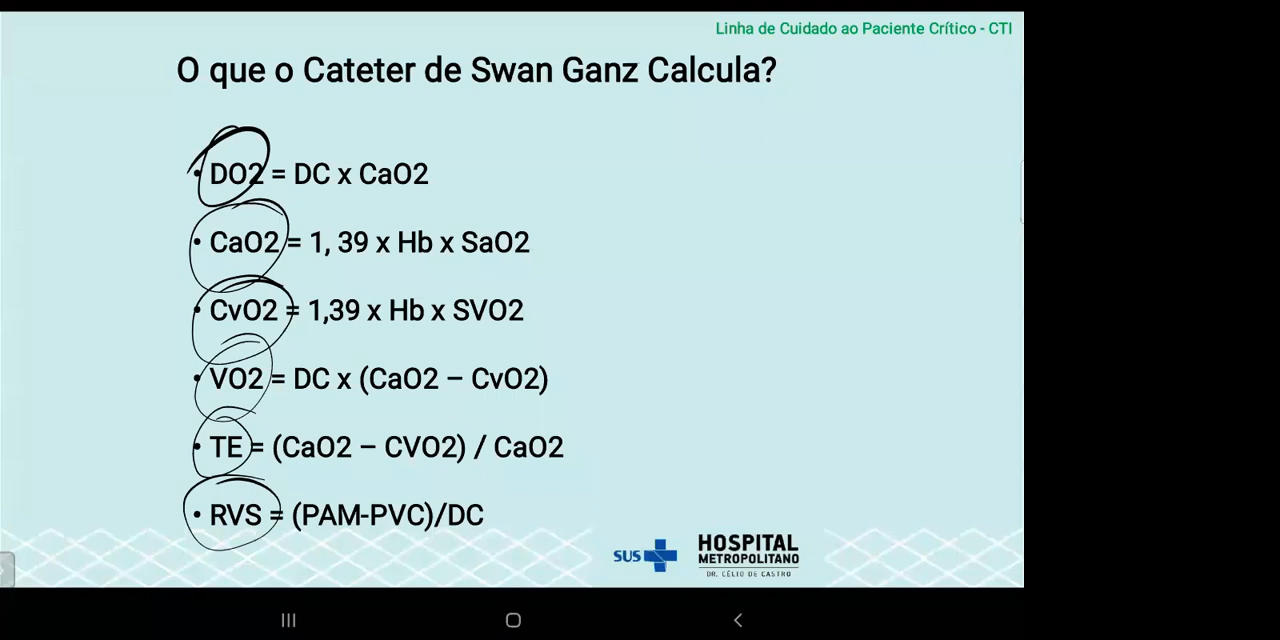 Linha de Cuidado ao Paciente Crítico - CTI
O que o Cateter de Swan Ganz Calcula?
• DO2 = DC x CaO2
• CaO2 = 1, 39 x Hb x SaO2
• CvO2 = 1,39 x Hb x SVO2
• VO2 = DC x (CaO2 – CvO2)
• TE = (CaO2 – CVO2) / CaO2
• RVS = (PAM-PVC)/DC
SUS
HOSPITAL
METROPOLITANO
DR. CÉLIO DE CASTRO